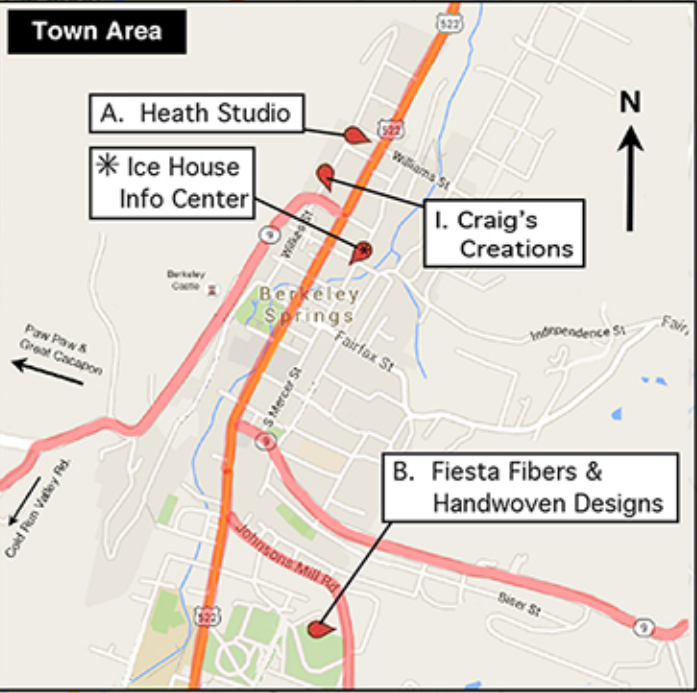 Town Area
522
N
A. Heath Studio
522
Williams St
✳ Ice House
Info Center
I. Craig's
Creations
9
Wilkes St
Berkeley
Castle
Berkeley
Springs
Independence St
Fair
Fairfax St
Paw Paw &
Great Cacapon
S Mercer St
9
B. Fiesta Fibers &
Handwoven Designs
Cold Run Valley Rd.
Johnsons Mill Rd
Biser St
522
9